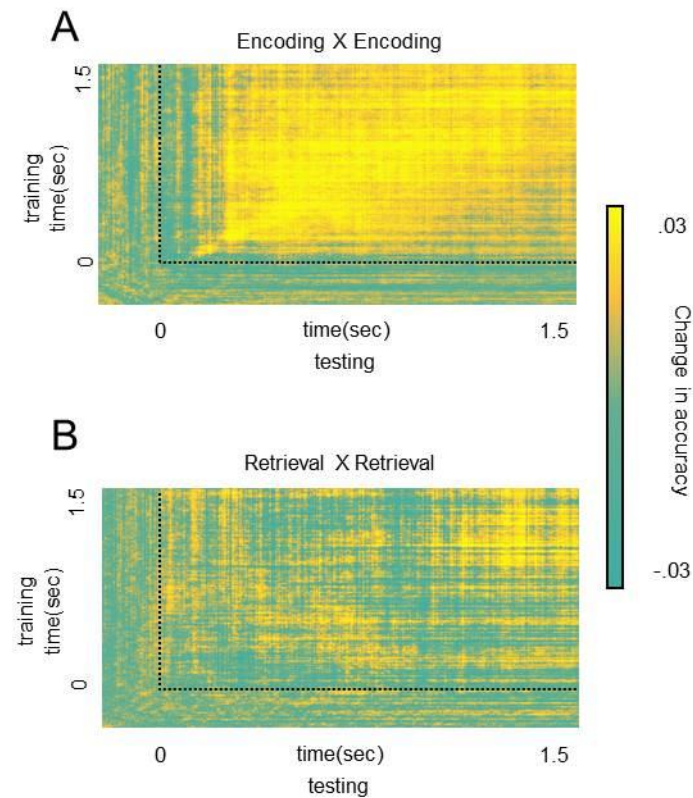 A
Encoding X Encoding
1.5
training
time(sec)
0
0
time(sec)
1.5
testing
.03
Change in accuracy
-.03
B
Retrieval X Retrieval
1.5
training
time(sec)
0
0
time(sec)
1.5
testing